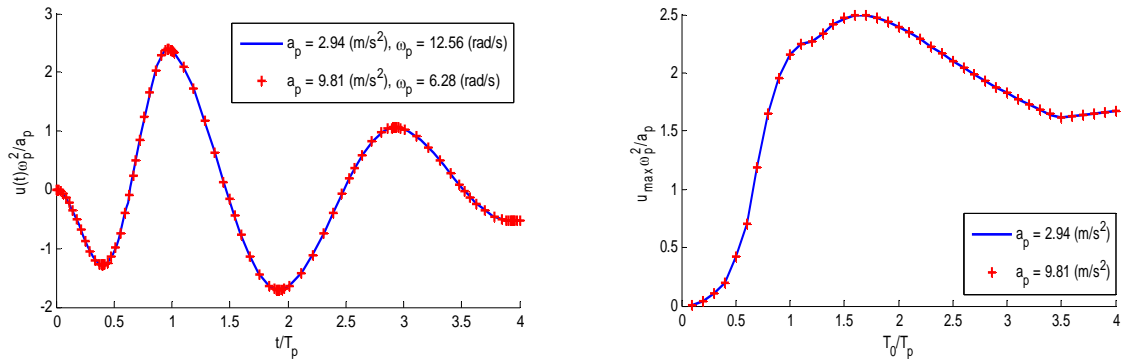 3
2
1
0
-1
-2
u(t)ω_p^2/a_p
a_p = 2.94 (m/s^2), ω_p = 12.56 (rad/s)
a_p = 9.81 (m/s^2), ω_p = 6.28 (rad/s)
0 0.5 1 1.5 2 2.5 3 3.5 4
t/T_p
2.5
2
1.5
1
0.5
0
u_max ω_p^2/a_p
a_p = 2.94 (m/s^2)
a_p = 9.81 (m/s^2)
0 0.5 1 1.5 2 2.5 3 3.5 4
T_0/T_p